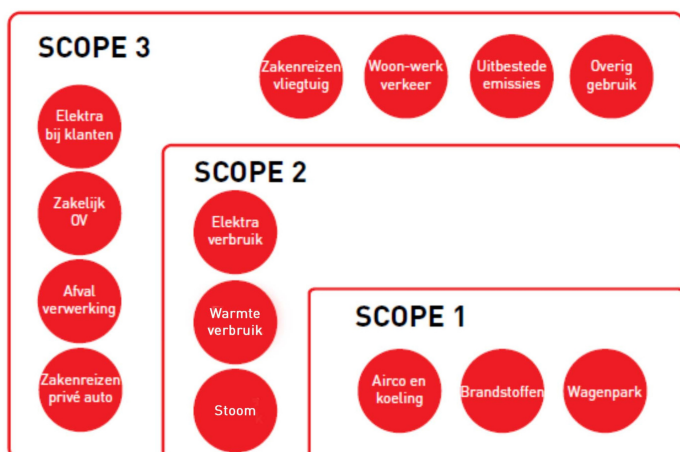 SCOPE 3
Zakenreizen
vliegtuig
Woon-werk
verkeer
Uitbestede
emissies
Overig
gebruik
Elektra
bij klanten
Zakelijk
OV
Afval
verwerking
Zakenreizen
privé auto
SCOPE 2
Elektra
verbruik
Warmte
verbruik
Stoom
SCOPE 1
Airco en
koeling
Brandstoffen
Wagenpark